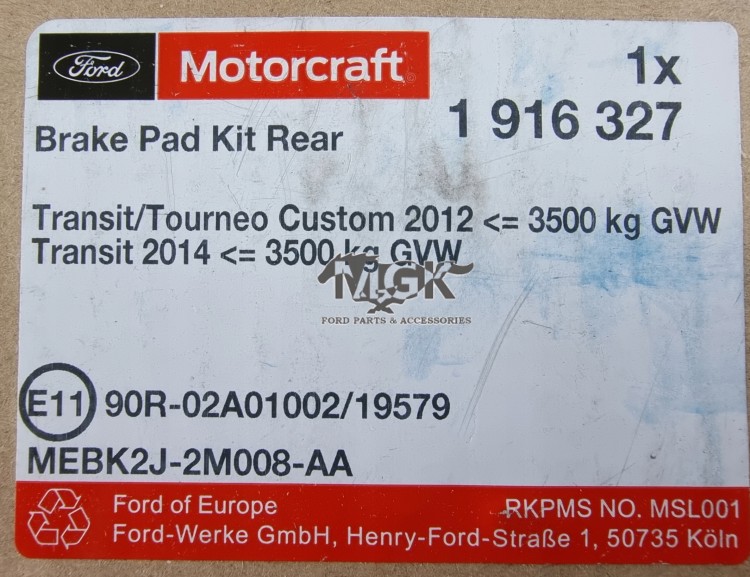 Ford Motorcraft 1x
1 916 327
Brake Pad Kit Rear
Transit/Tourneo Custom 2012 <= 3500 kg GVW
Transit 2014 <= 3500 kg GVW
MGK
FORD PARTS & ACCESSORIES
E11 90R-02A01002/19579
MEBK2J-2M008-AA
Ford of Europe RKPMS NO. MSL001
Ford-Werke GmbH, Henry-Ford-Straße 1, 50735 Köln